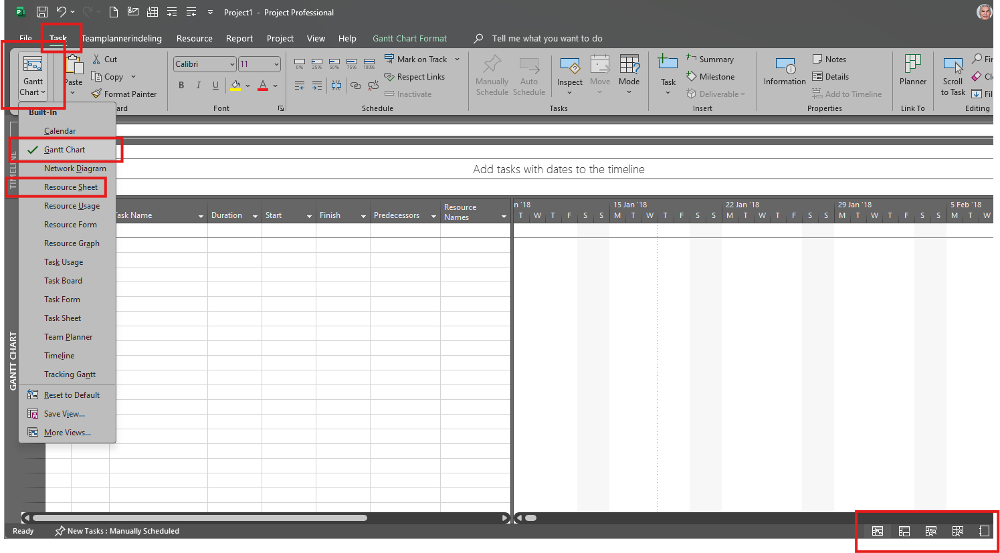 Project1 - Project Professional
File Task Teamplannerindeling Resource Report Project View Help Gantt Chart Format Tell me what you want to do
Gantt
Chart
Paste
Cut
Copy
Format Painter
Calibri 11
B I U A
Font
0% 25% 50% 75% 100%
Mark on Track
Respect Links
Inactivate
Schedule
Manually
Schedule
Auto
Schedule
Inspect
Move
Mode
Tasks
Task
Summary
Milestone
Deliverable
Insert
Information
Notes
Details
Add to Timeline
Properties
Planner
Link To
Scroll
to Task
Editing
Built-In
Calendar
Gantt Chart
Network Diagram
Resource Sheet
Resource Usage
Resource Form
Resource Graph
Task Usage
Task Board
Task Form
Task Sheet
Team Planner
Timeline
Tracking Gantt
Reset to Default
Save View...
More Views...
TIMELINE
Add tasks with dates to the timeline
GANTT CHART
Task Name Duration Start Finish Predecessors Resource
Names
n '18 15 Jan '18 22 Jan '18 29 Jan '18 5 Feb '18
T W T F S S M T W T F S S M T W T F S S M T W T F S S M T W
Ready New Tasks : Manually Scheduled